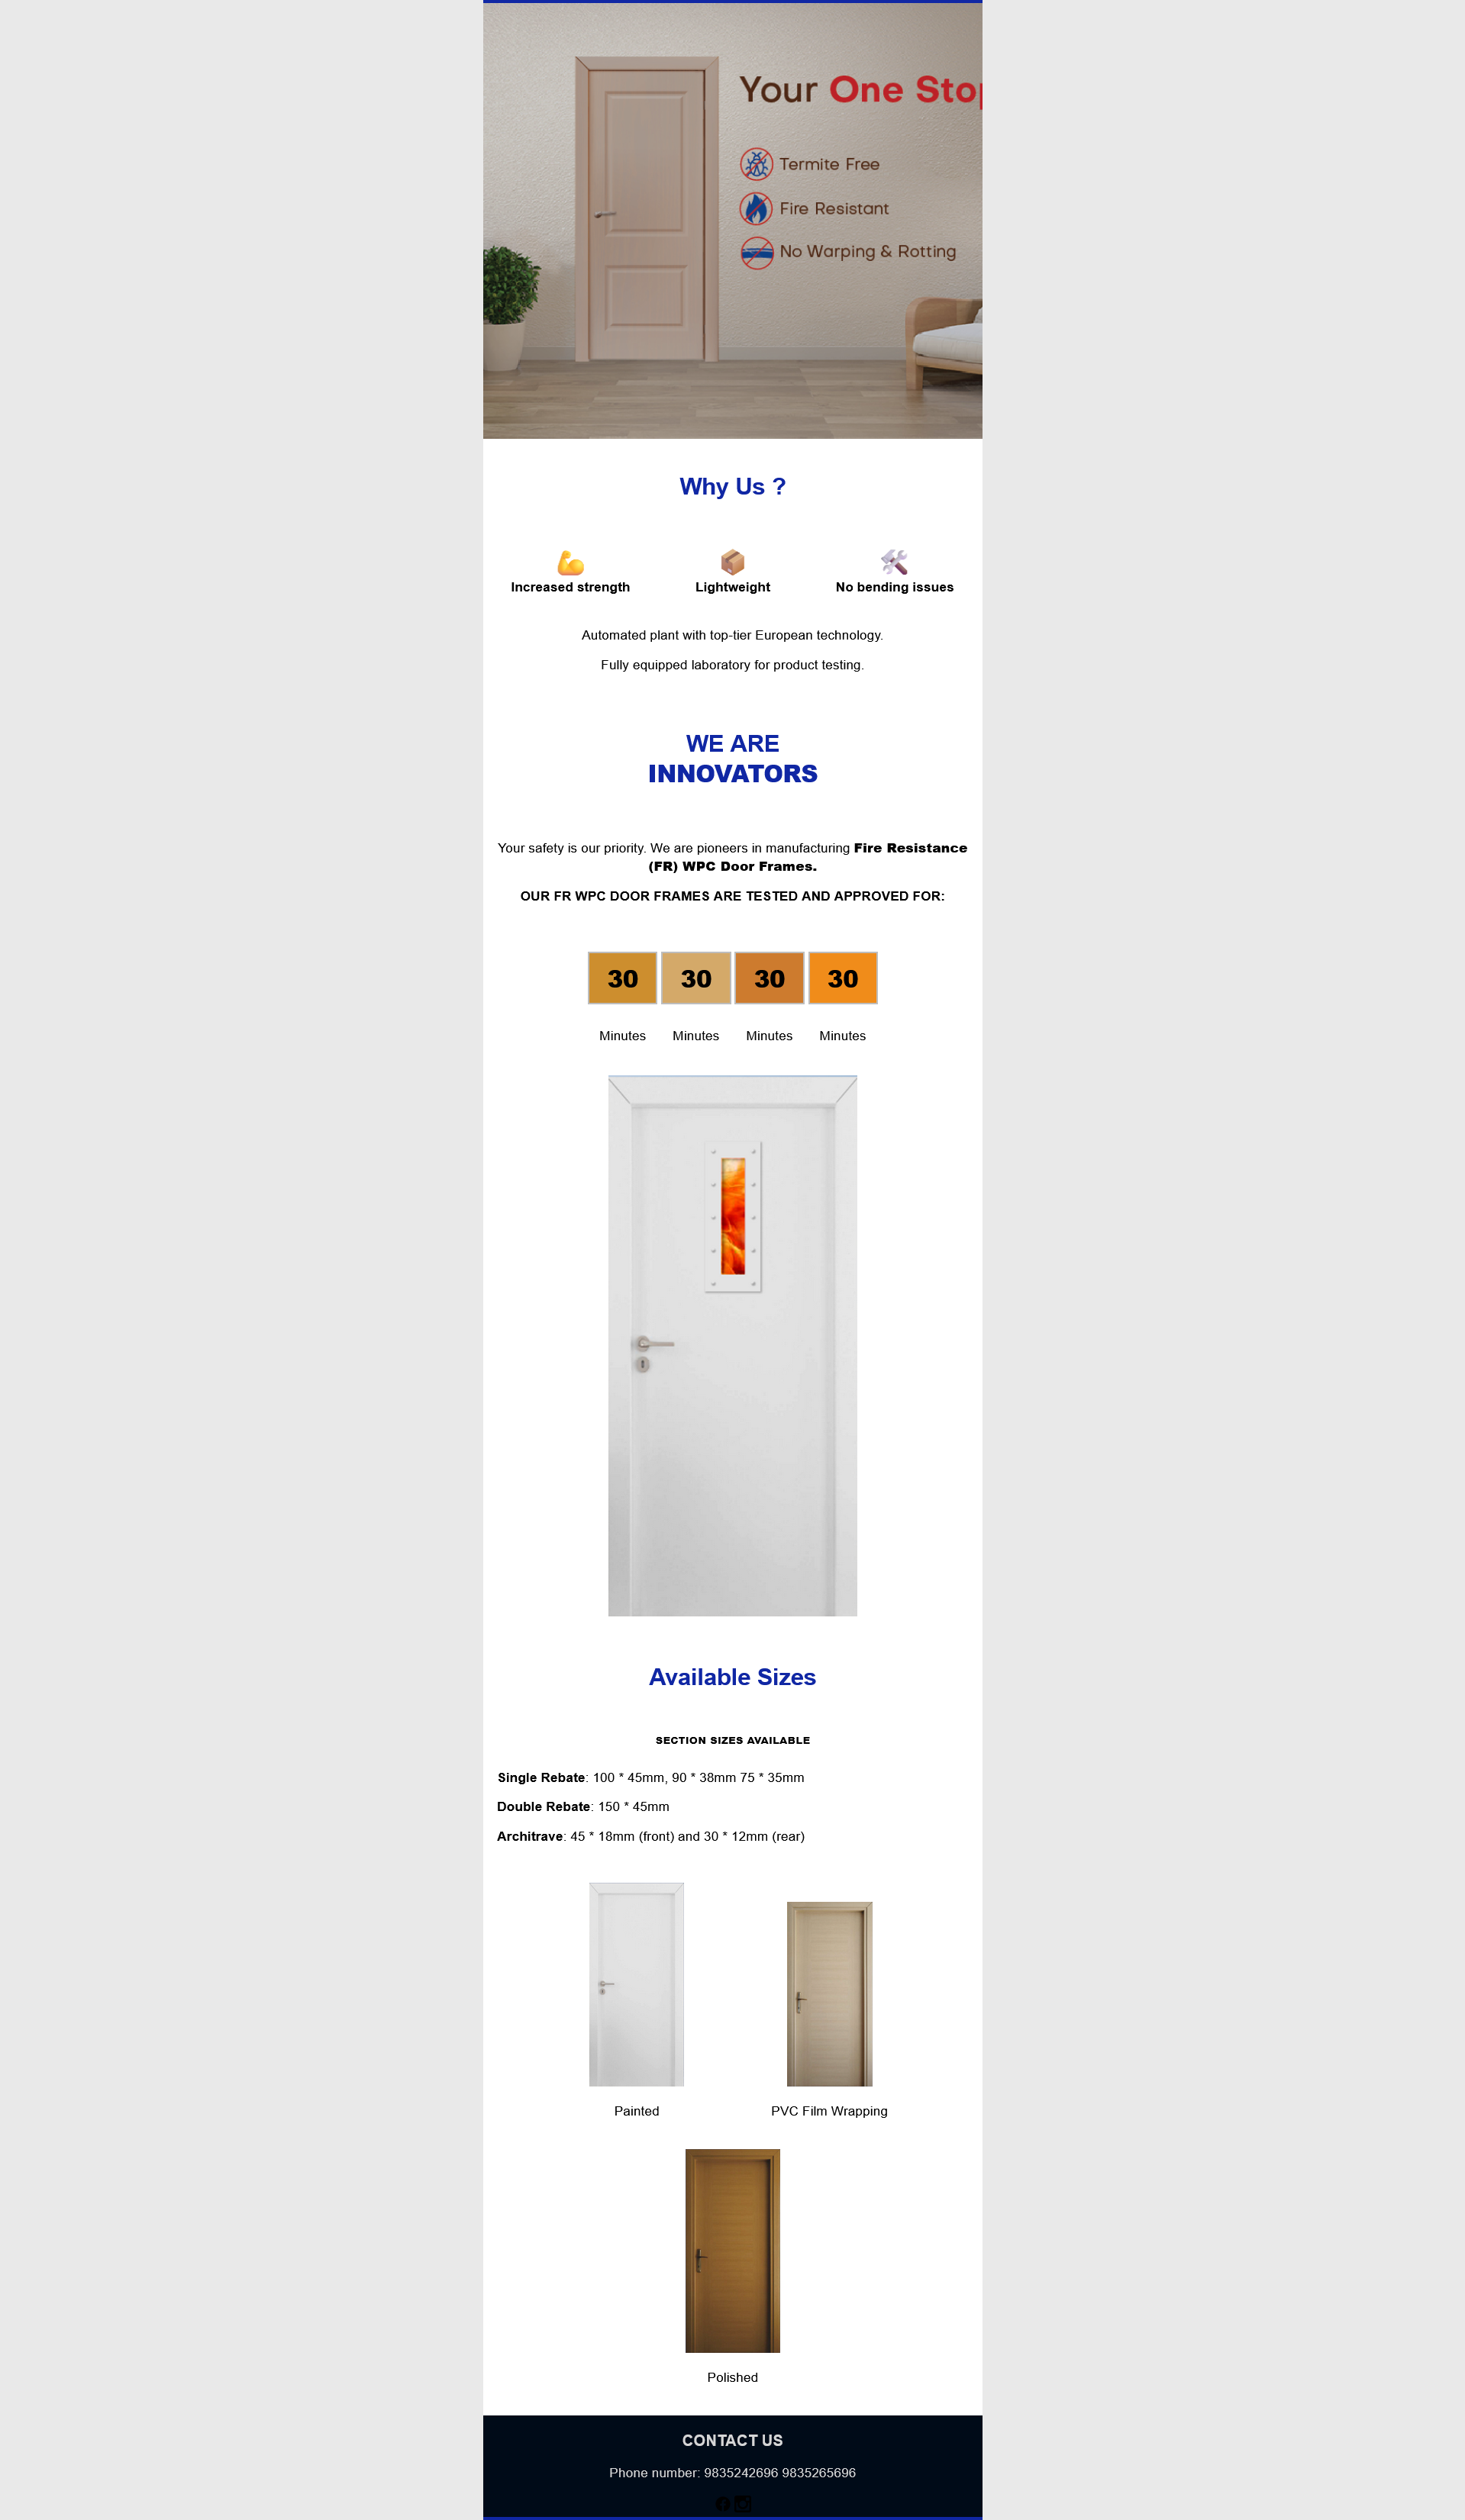 Your One Stop
Termite Free
Fire Resistant
No Warping & Rotting
Why Us ?
Increased strength
Lightweight
No bending issues
Automated plant with top-tier European technology.
Fully equipped laboratory for product testing.
WE ARE
INNOVATORS
Your safety is our priority. We are pioneers in manufacturing Fire Resistance
(FR) WPC Door Frames.
OUR FR WPC DOOR FRAMES ARE TESTED AND APPROVED FOR:
30 30 30 30
Minutes Minutes Minutes Minutes
Available Sizes
SECTION SIZES AVAILABLE
Single Rebate: 100 * 45mm, 90 * 38mm 75 * 35mm
Double Rebate: 150 * 45mm
Architrave: 45 * 18mm (front) and 30 * 12mm (rear)
Painted
PVC Film Wrapping
Polished
CONTACT US
Phone number: 9835242696 9835265696